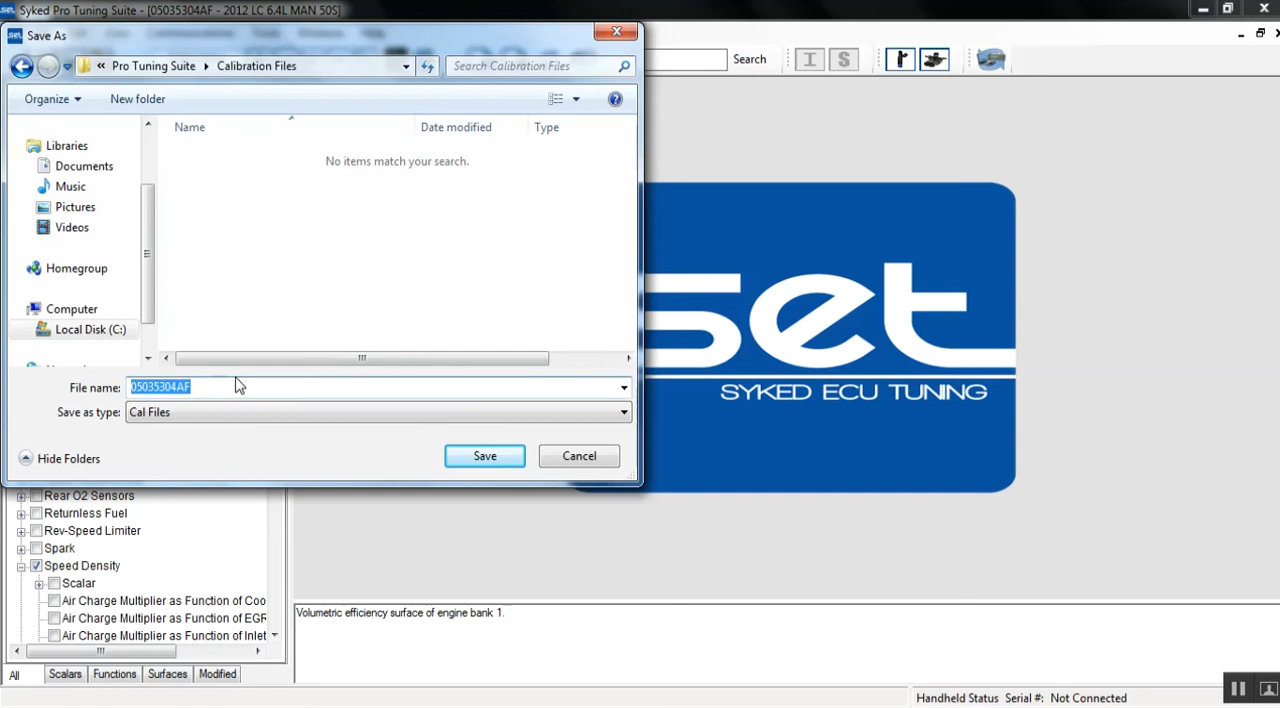 Syked Pro Tuning Suite - [05035304AF - 2012 LC 6.4L MAN 50S]
Save As
« Pro Tuning Suite Calibration Files
Search Calibration Files
Search
I S
Organize New folder
Name Date modified Type
No items match your search.
Libraries
Documents
Music
Pictures
Videos
Homegroup
Computer
Local Disk (C:)
File name: 05035304AF
Save as type: Cal Files
Hide Folders Save Cancel
set
SYKED ECU TUNING
Rear O2 Sensors
Returnless Fuel
Rev-Speed Limiter
Spark
Speed Density
Scalar
Air Charge Multiplier as Function of Coo
Air Charge Multiplier as Function of EGR
Air Charge Multiplier as Function of Inlet
Volumetric efficiency surface of engine bank 1.
All Scalars Functions Surfaces Modified
Handheld Status Serial #: Not Connected